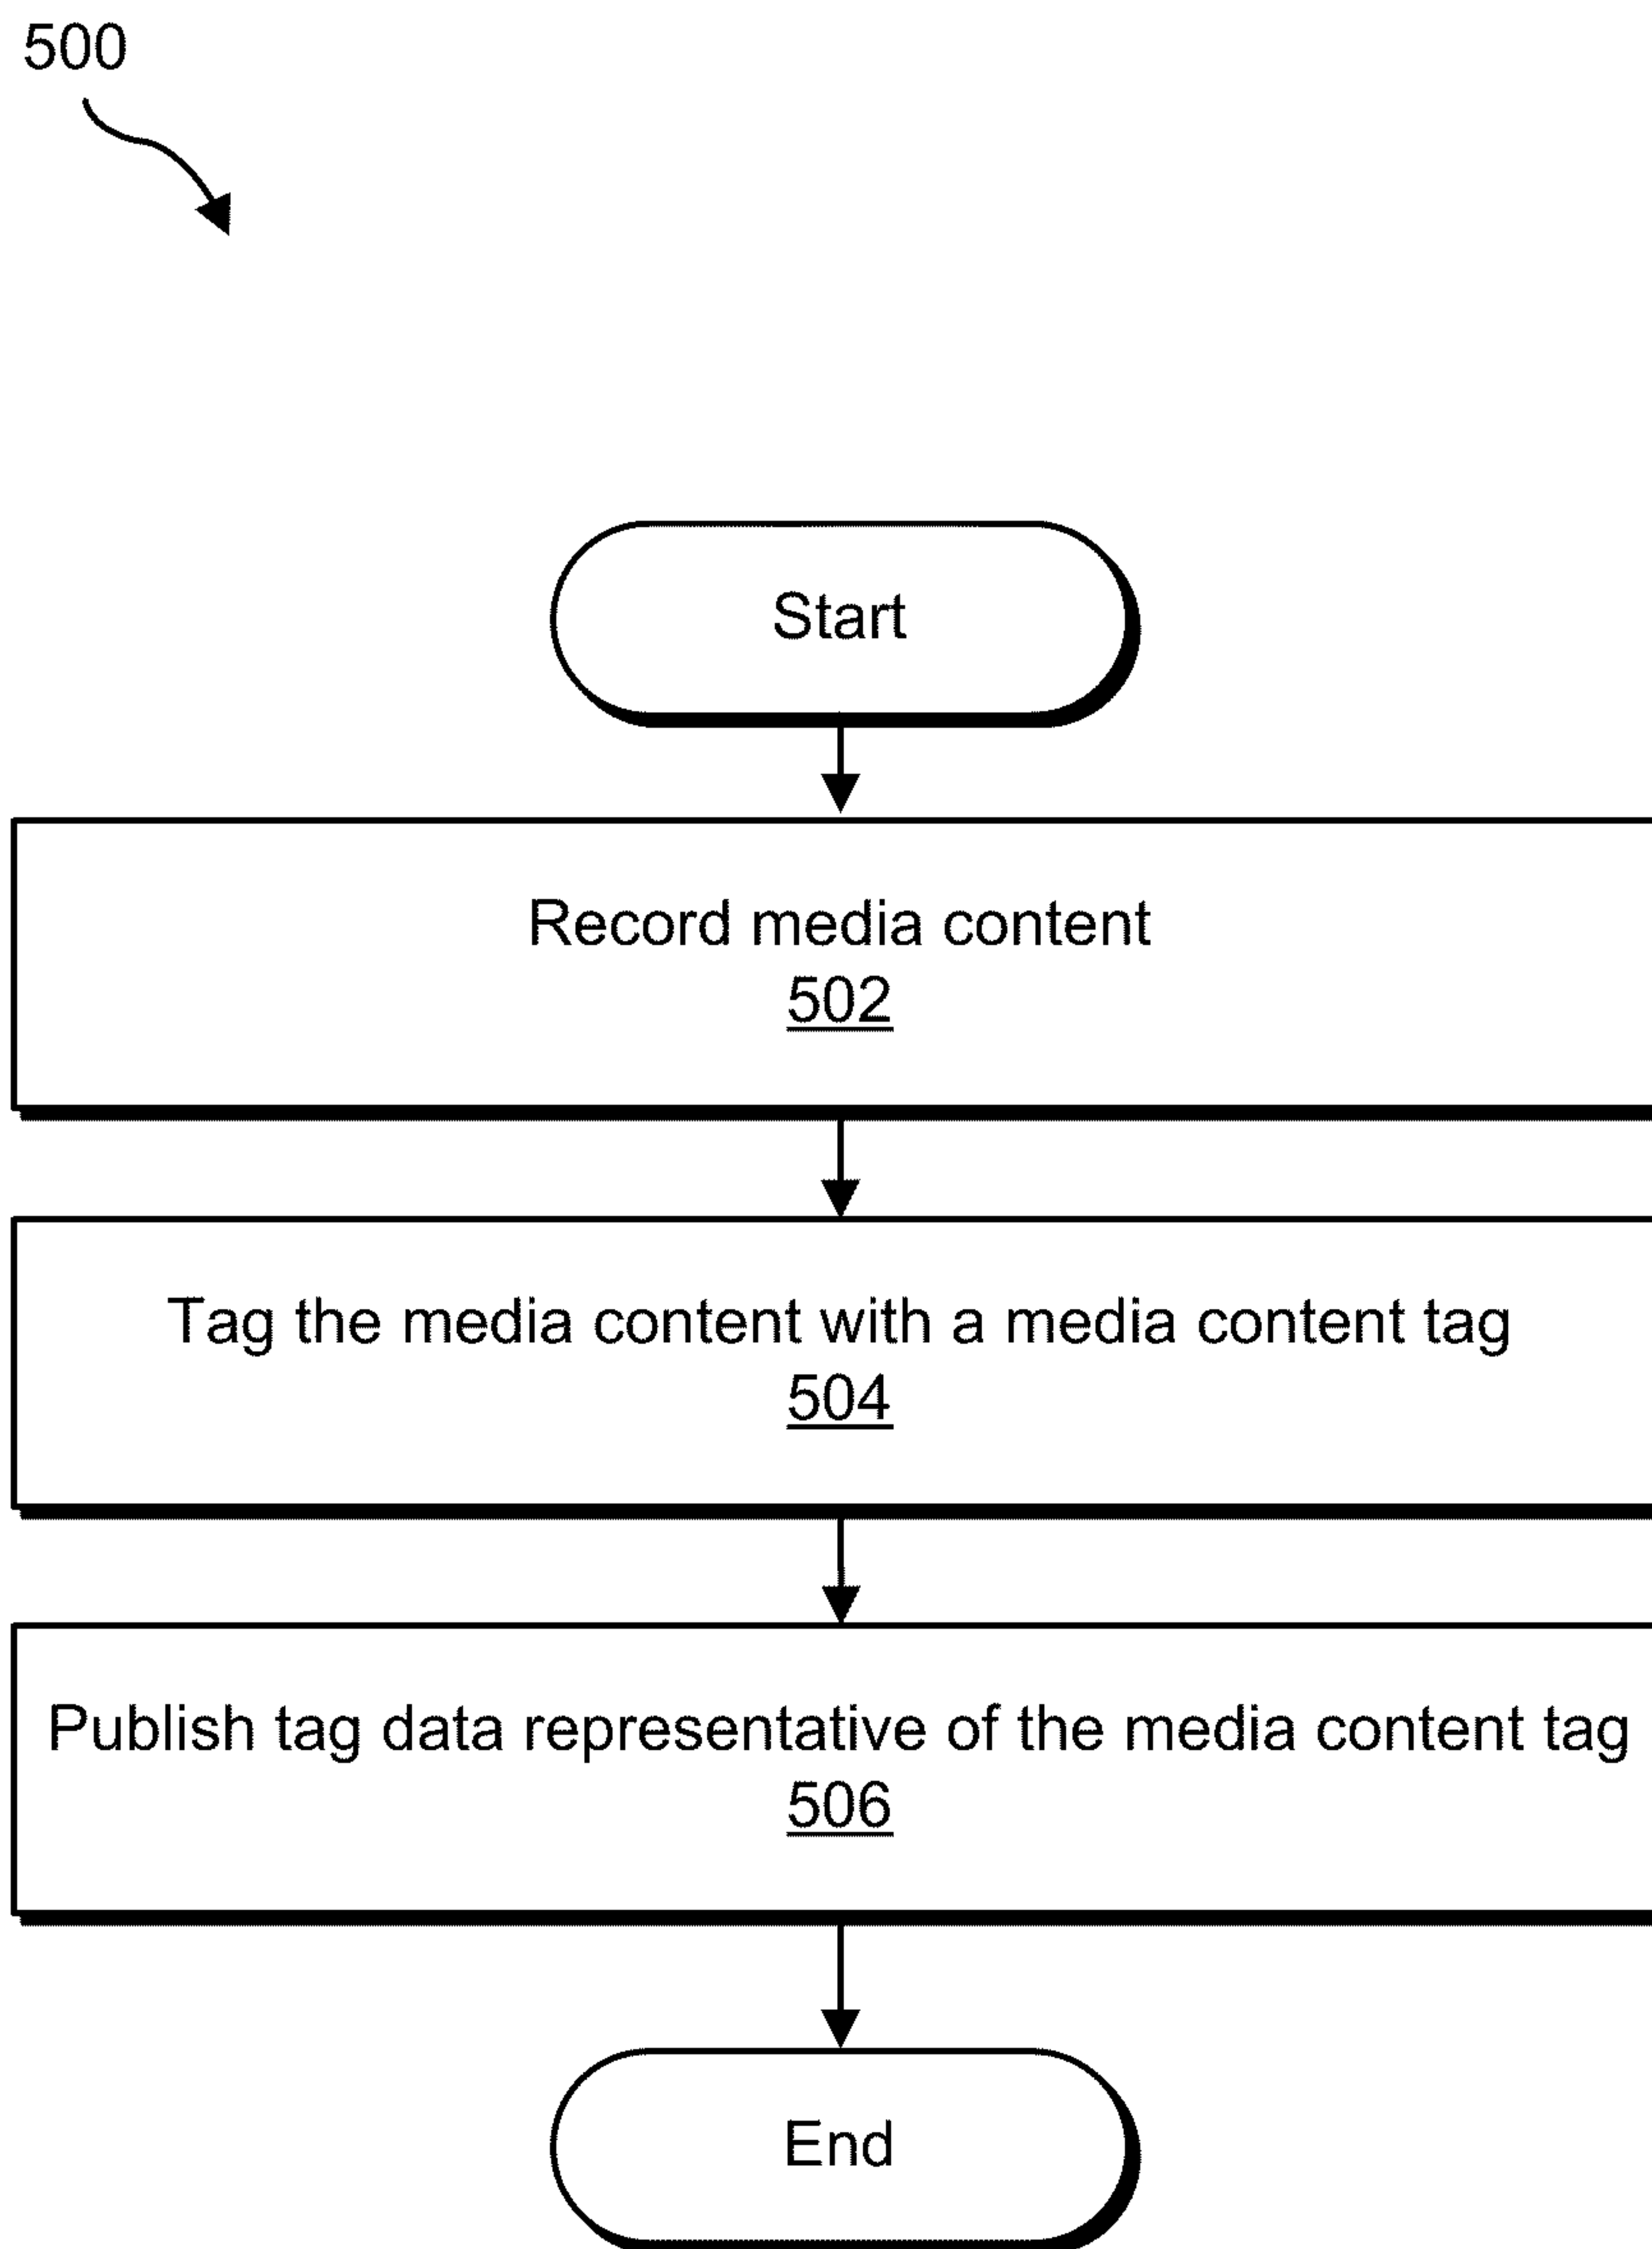 500
Start
Record media content
502
Tag the media content with a media content tag
504
Publish tag data representative of the media content tag
506
End